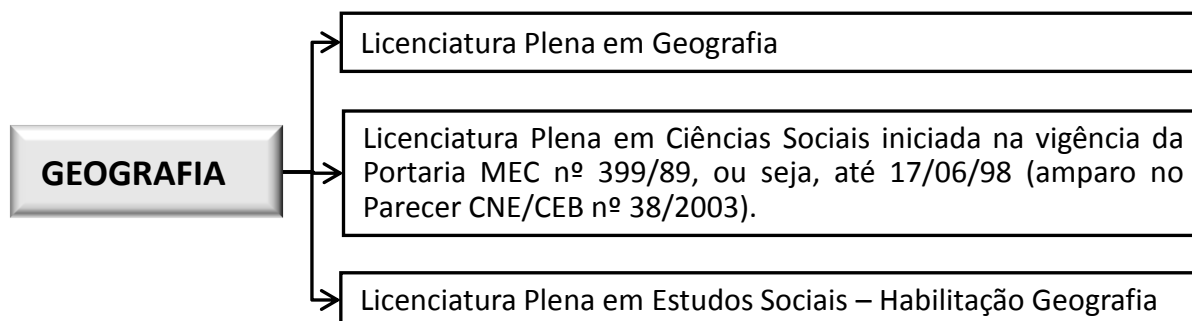 Licenciatura Plena em Geografia
GEOGRAFIA
Licenciatura Plena em Ciências Sociais iniciada na vigência da
Portaria MEC nº 399/89, ou seja, até 17/06/98 (amparo no
Parecer CNE/CEB nº 38/2003).
Licenciatura Plena em Estudos Sociais – Habilitação Geografia